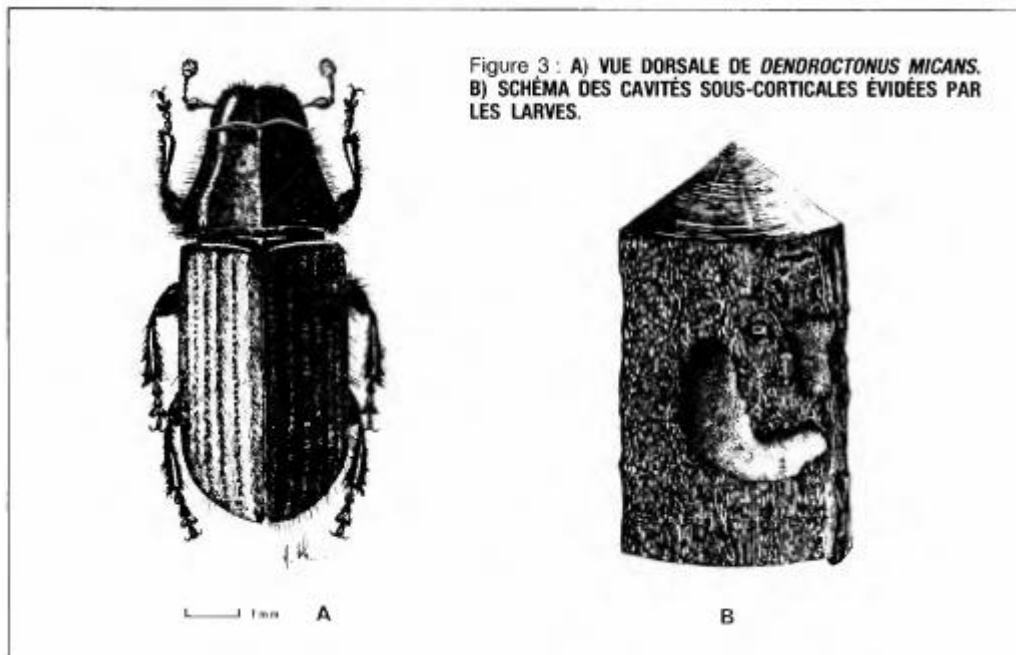 Figure 3 : A) VUE DORSALE DE DENDROCTONUS MICANS.
B) SCHÉMA DES CAVITÉS SOUS-CORTICALES ÉVIDÉES PAR
LES LARVES.
1 mm A
B